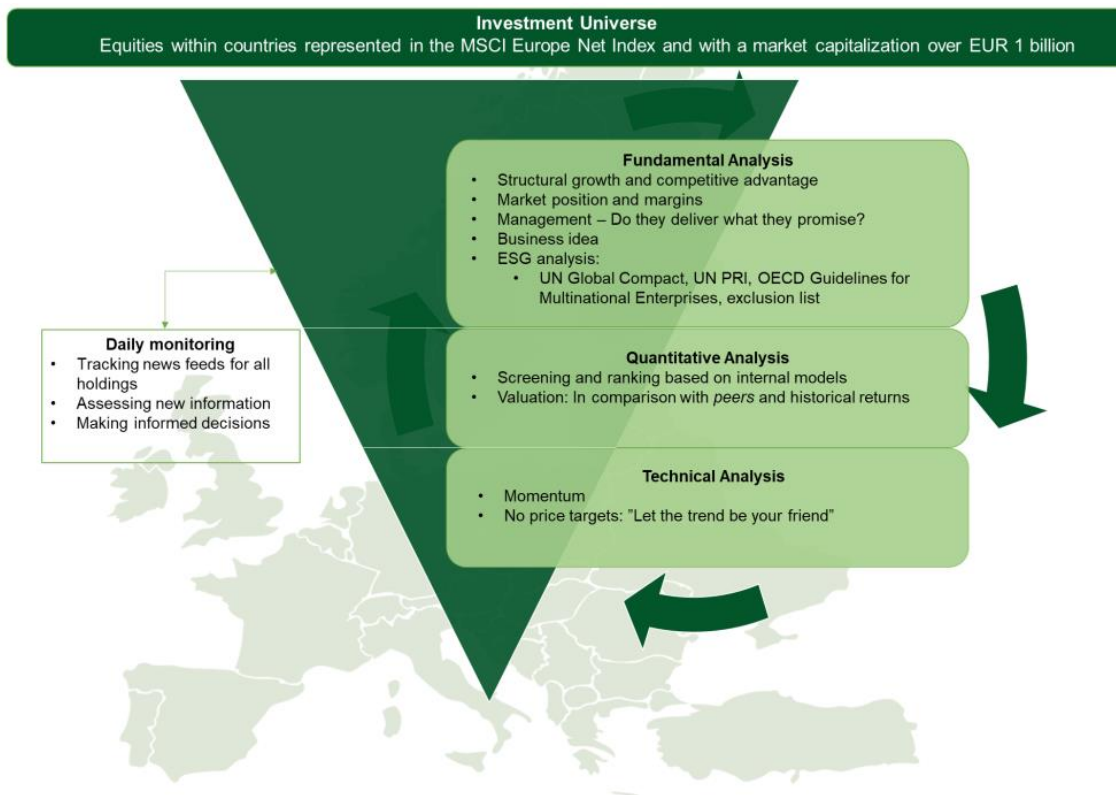 Investment Universe
Equities within countries represented in the MSCI Europe Net Index and with a market capitalization over EUR 1 billion
Fundamental Analysis
• Structural growth and competitive advantage
• Market position and margins
• Management – Do they deliver what they promise?
• Business idea
• ESG analysis:
• UN Global Compact, UN PRI, OECD Guidelines for
Multinational Enterprises, exclusion list
Daily monitoring
• Tracking news feeds for all
holdings
• Assessing new information
• Making informed decisions
Quantitative Analysis
• Screening and ranking based on internal models
• Valuation: In comparison with peers and historical returns
Technical Analysis
• Momentum
• No price targets: ”Let the trend be your friend”